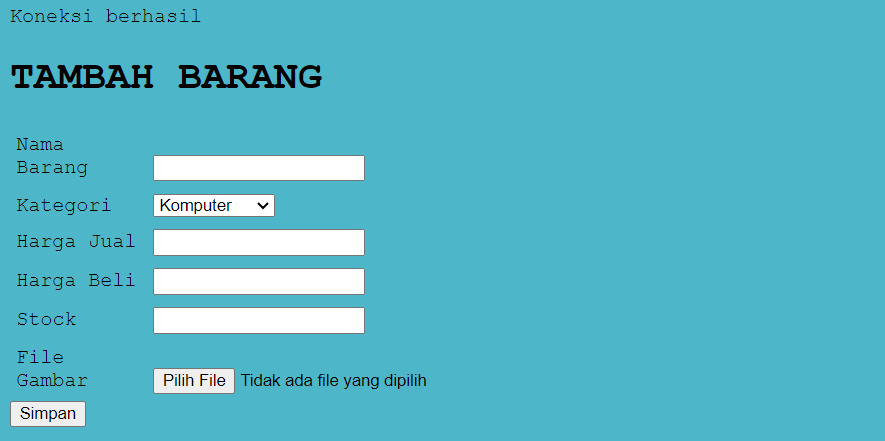 Koneksi berhasil
TAMBAH BARANG
Nama
Barang
Kategori Komputer
Harga Jual
Harga Beli
Stock
File
Gambar Pilih File Tidak ada file yang dipilih
Simpan